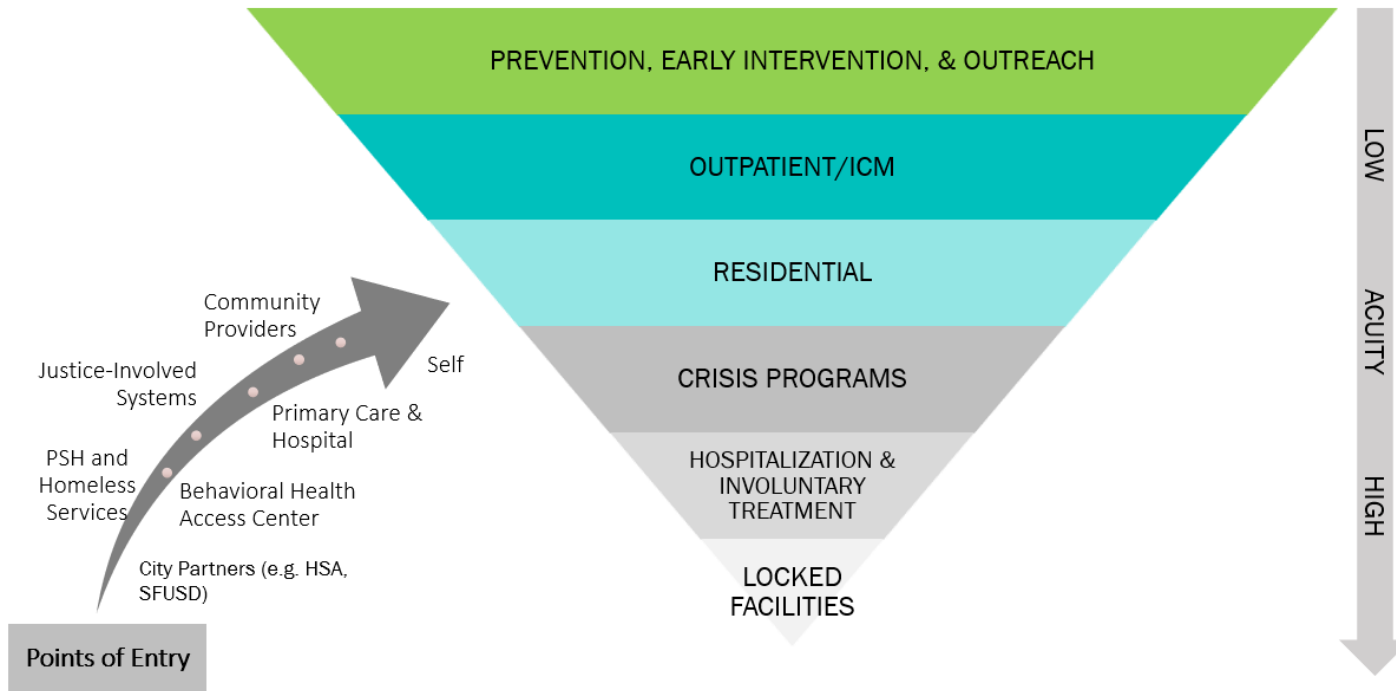 PREVENTION, EARLY INTERVENTION, & OUTREACH
OUTPATIENT/ICM
RESIDENTIAL
CRISIS PROGRAMS
HOSPITALIZATION &
INVOLUNTARY
TREATMENT
LOCKED
FACILITIES
LOW
ACUITY
HIGH
Community
Providers
Self
Justice-Involved
Systems
Primary Care &
Hospital
PSH and
Homeless
Services
Behavioral Health
Access Center
City Partners (e.g. HSA,
SFUSD)
Points of Entry